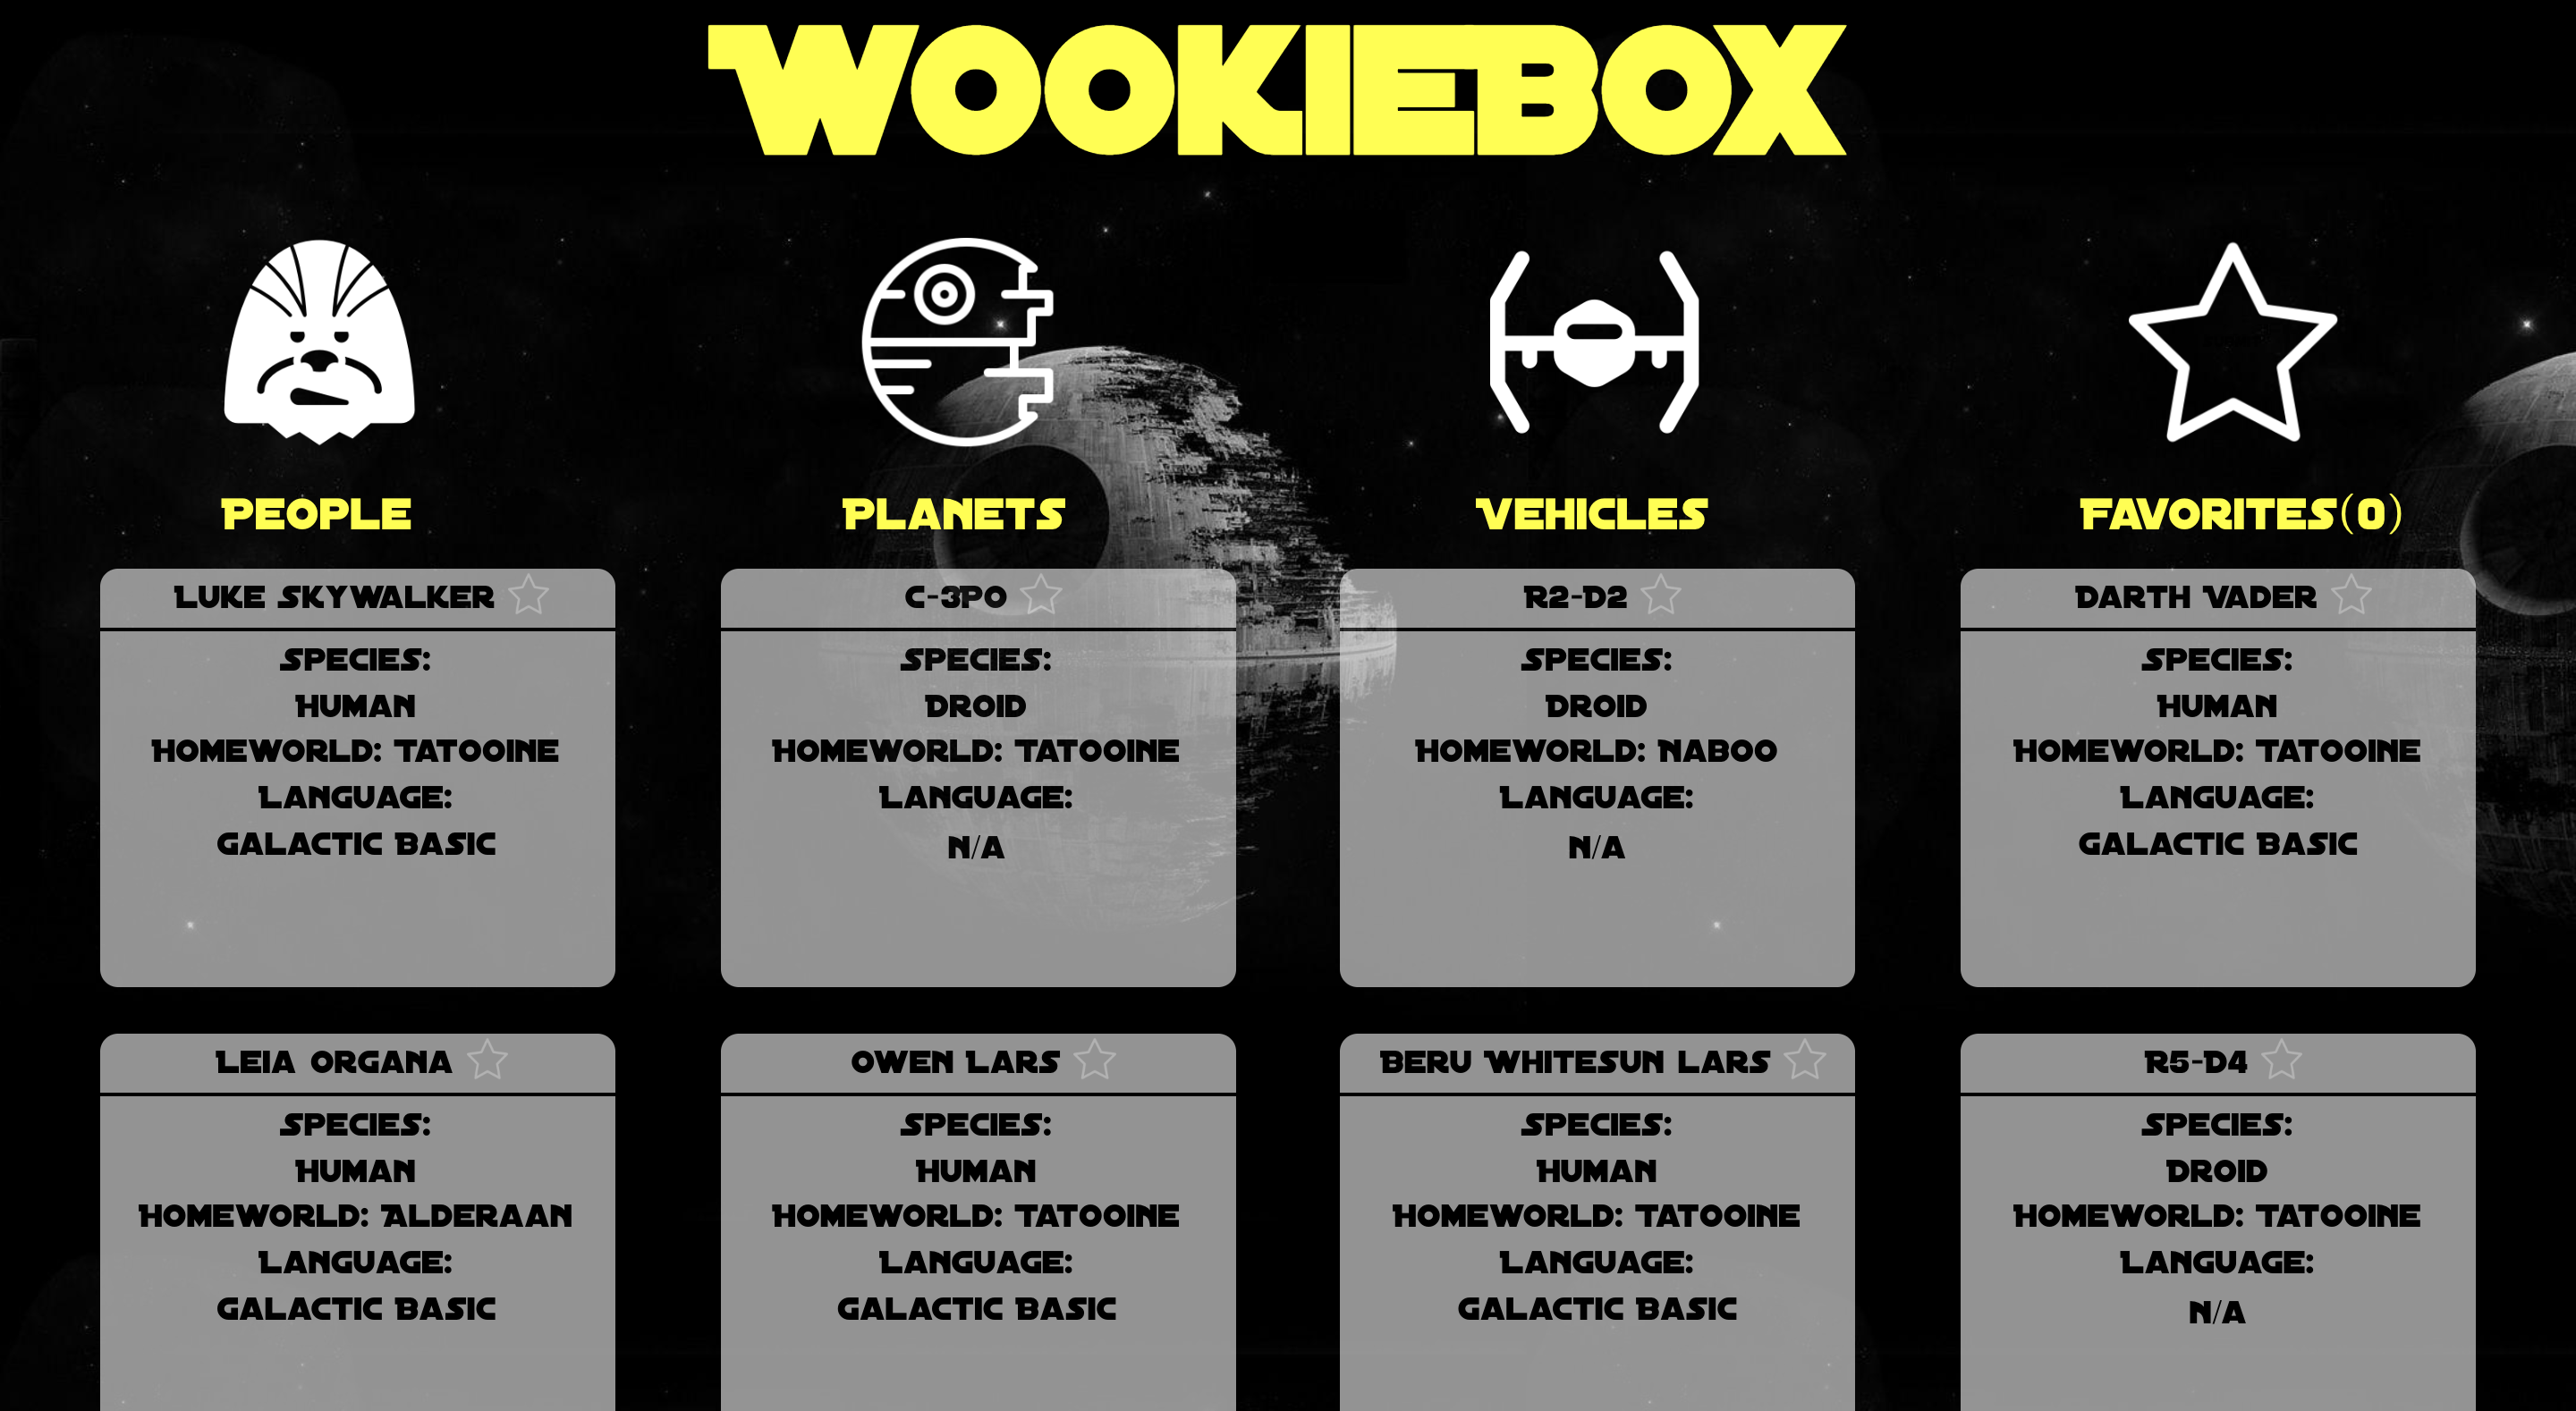 WOOKIEBOX
PEOPLE
PLANETS
VEHICLES
FAVORITES(0)
LUKE SKYWALKER
SPECIES:
HUMAN
HOMEWORLD: TATOOINE
LANGUAGE:
GALACTIC BASIC
C-3PO
SPECIES:
DROID
HOMEWORLD: TATOOINE
LANGUAGE:
N/A
R2-D2
SPECIES:
DROID
HOMEWORLD: NABOO
LANGUAGE:
N/A
DARTH VADER
SPECIES:
HUMAN
HOMEWORLD: TATOOINE
LANGUAGE:
GALACTIC BASIC
LEIA ORGANA
SPECIES:
HUMAN
HOMEWORLD: ALDERAAN
LANGUAGE:
GALACTIC BASIC
OWEN LARS
SPECIES:
HUMAN
HOMEWORLD: TATOOINE
LANGUAGE:
GALACTIC BASIC
BERU WHITESUN LARS
SPECIES:
HUMAN
HOMEWORLD: TATOOINE
LANGUAGE:
GALACTIC BASIC
R5-D4
SPECIES:
DROID
HOMEWORLD: TATOOINE
LANGUAGE:
N/A